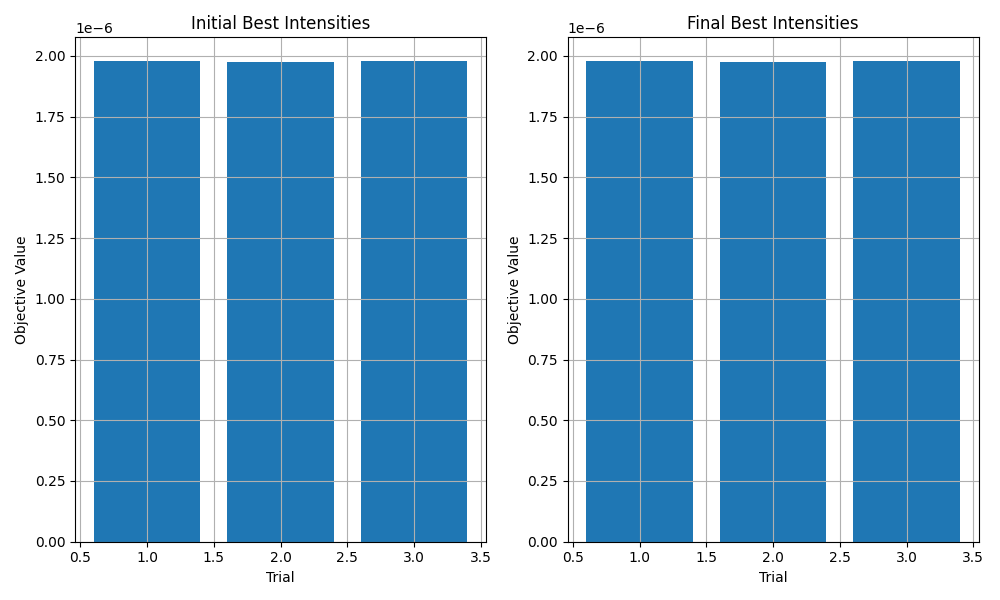 Initial Best Intensities
1e−6
2.00
1.75
1.50
1.25
1.00
0.75
0.50
0.25
0.00
Objective Value
0.5 1.0 1.5 2.0 2.5 3.0 3.5
Trial
Final Best Intensities
1e−6
2.00
1.75
1.50
1.25
1.00
0.75
0.50
0.25
0.00
Objective Value
0.5 1.0 1.5 2.0 2.5 3.0 3.5
Trial